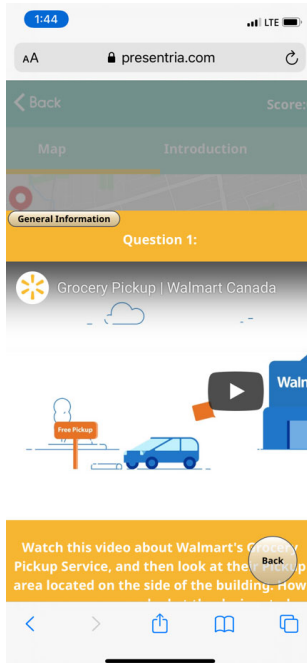 1:44
LTE
AA
presentria.com
Back
Score:
Map
Introduction
General Information
Question 1:
Grocery Pickup | Walmart Canada
Free Pickup
Watch this video about Walmart's Grocery
Pickup Service, and then look at their Pickup
Back
area located on the side of the building. How